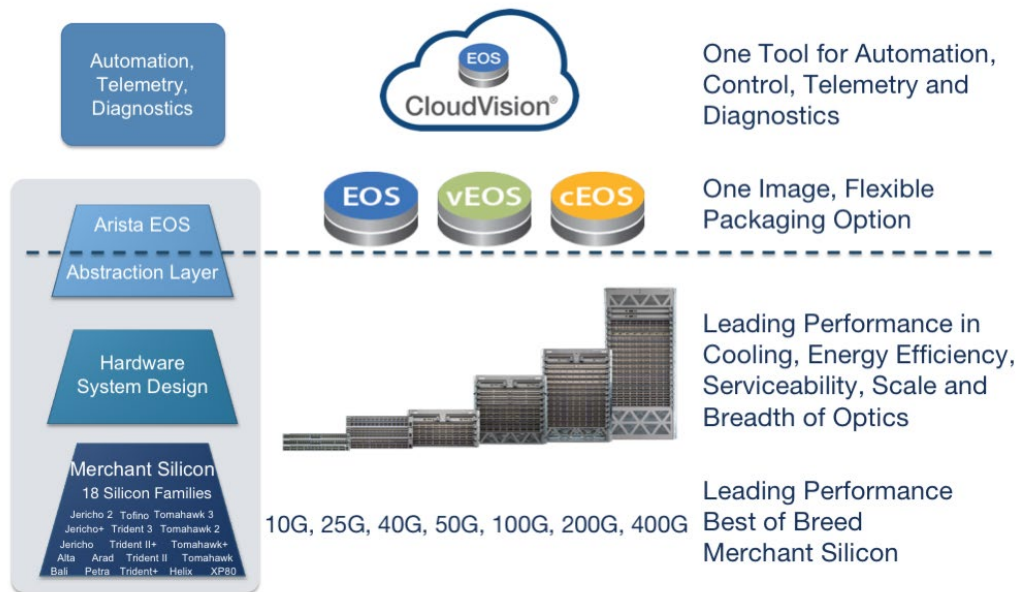 Automation,
Telemetry,
Diagnostics
EOS
CloudVision®
One Tool for Automation,
Control, Telemetry and
Diagnostics
Arista EOS
Abstraction Layer
EOS
vEOS
cEOS
One Image, Flexible
Packaging Option
Hardware
System Design
Leading Performance in
Cooling, Energy Efficiency,
Serviceability, Scale and
Breadth of Optics
Merchant Silicon
18 Silicon Families
Jericho 2 Tofino Tomahawk 3
Jericho+ Trident 3 Tomahawk 2
Jericho Trident II+ Tomahawk+
Alta Arad Trident II Tomahawk
Bali Petra Trident+ Helix XP80
10G, 25G, 40G, 50G, 100G, 200G, 400G
Leading Performance
Best of Breed
Merchant Silicon